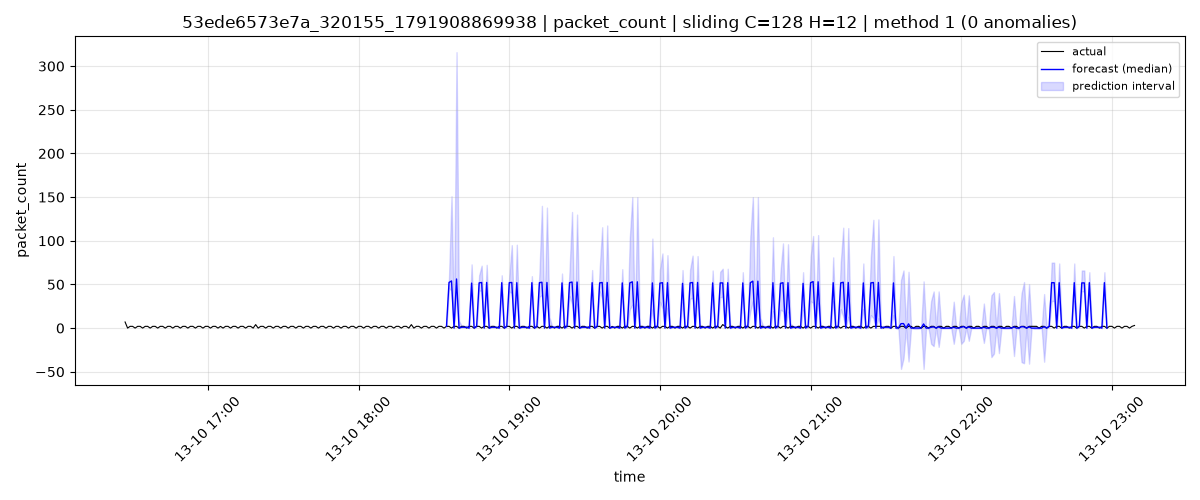 53ede6573e7a_320155_1791908869938 | packet_count | sliding C=128 H=12 | method 1 (0 anomalies)
actual
forecast (median)
prediction interval
packet_count
300
250
200
150
100
50
0
−50
13-10 17:00
13-10 18:00
13-10 19:00
13-10 20:00
13-10 21:00
13-10 22:00
13-10 23:00
time